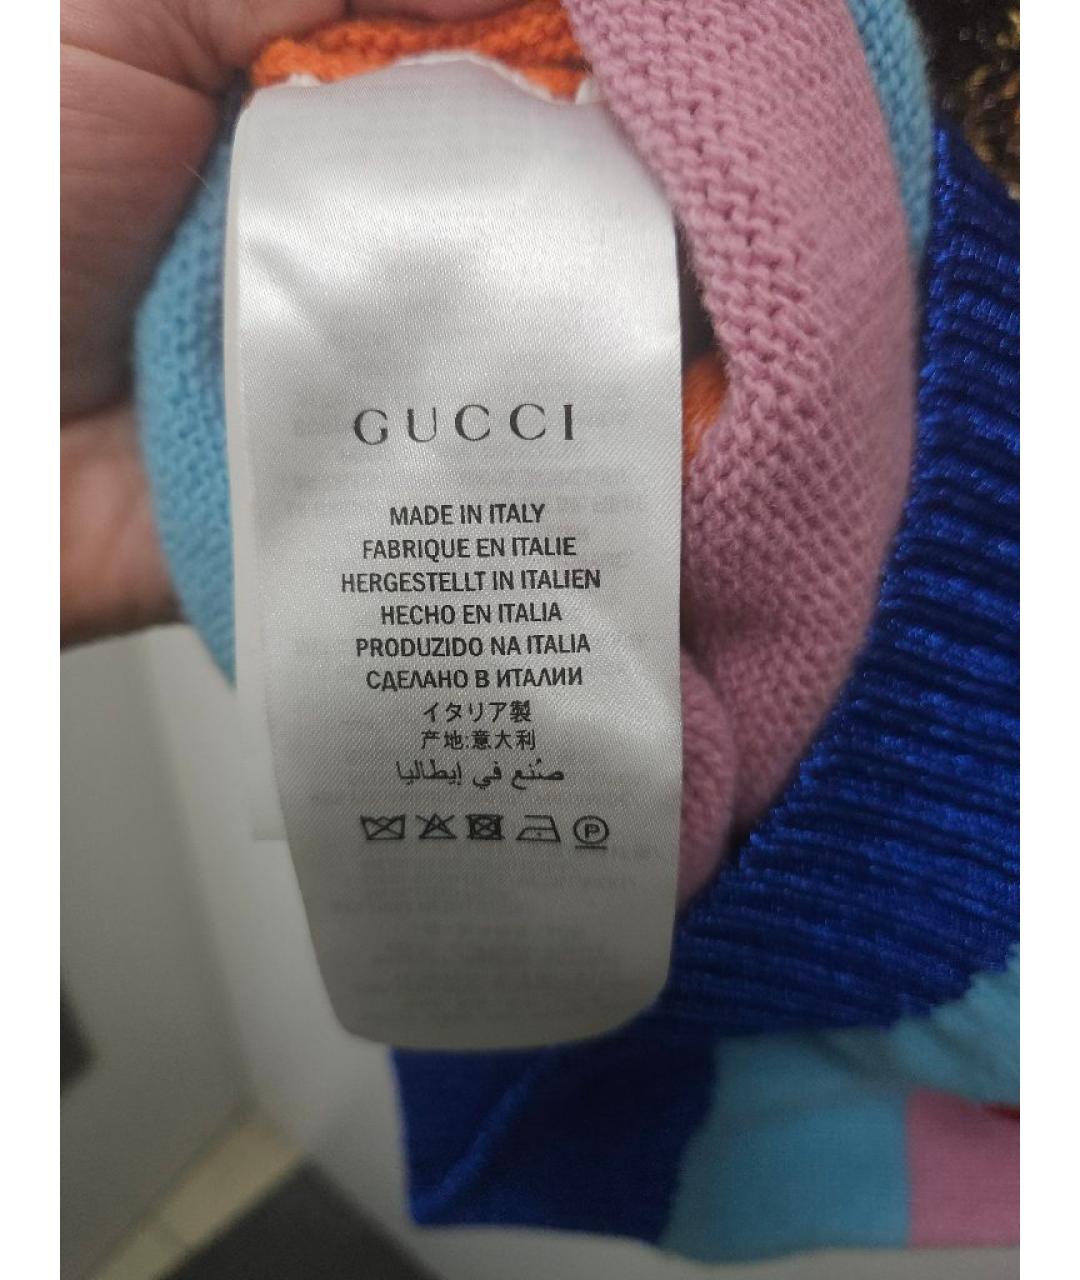 GUCCI
MADE IN ITALY
FABRIQUE EN ITALIE
HERGESTELLT IN ITALIEN
HECHO EN ITALIA
PRODUZIDO NA ITALIA
СДЕЛАНО В ИТАЛИИ
イタリア製
产地:意大利
صُنع في إيطاليا
P